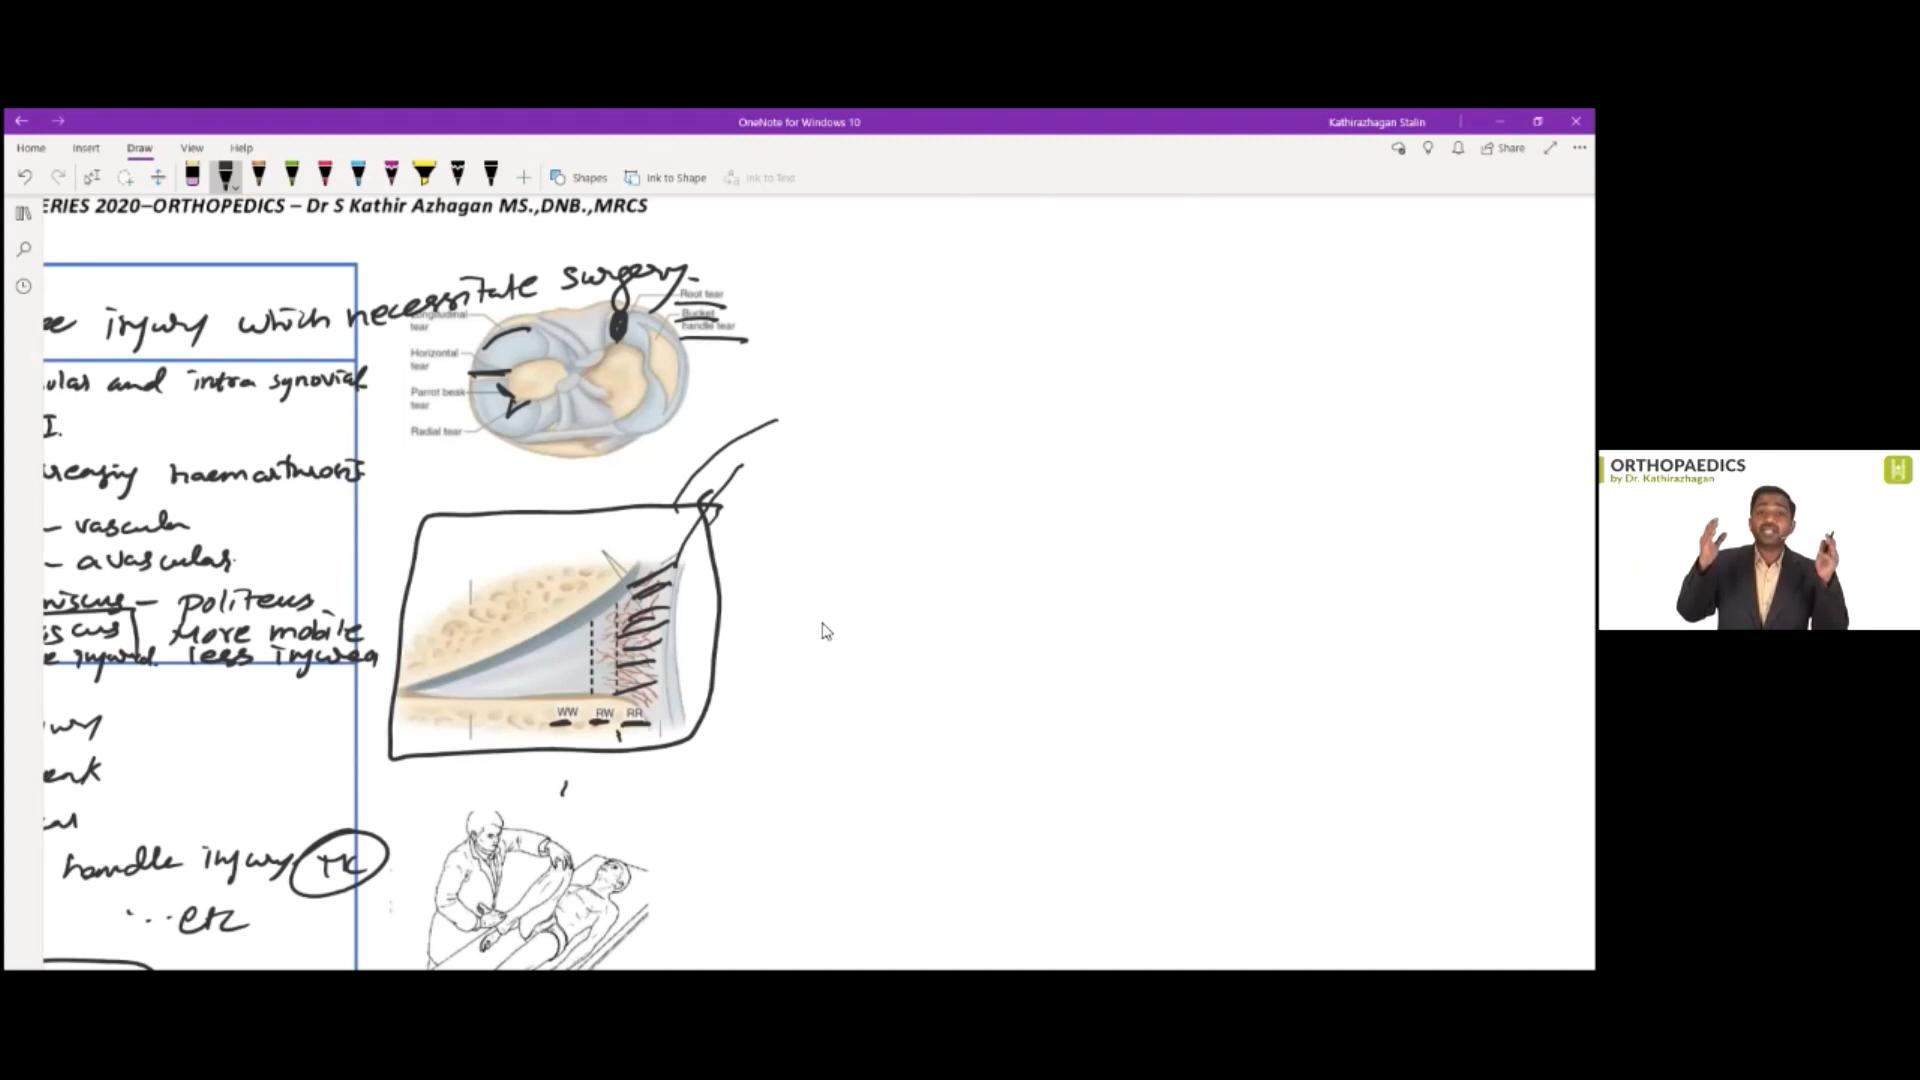 OneNote for Windows 10
Kathirazhagan Stalin
Home Insert Draw View Help
Share
Shapes Ink to Shape Ink to Text
ERIES 2020–ORTHOPEDICS – Dr S Kathir Azhagan MS.,DNB.,MRCS
injury which necessitate surgery
Root tear
Bucket
handle tear
Longitudinal
tear
Horizontal
tear
Parrot beak
tear
Radial tear
and intra synovial
I.
haemarthrosis
– vascular
– avascular.
– politeus
more mobile
less injured
WW RW RR
handle injury
... etc
ORTHOPAEDICS
by Dr. Kathirazhagan